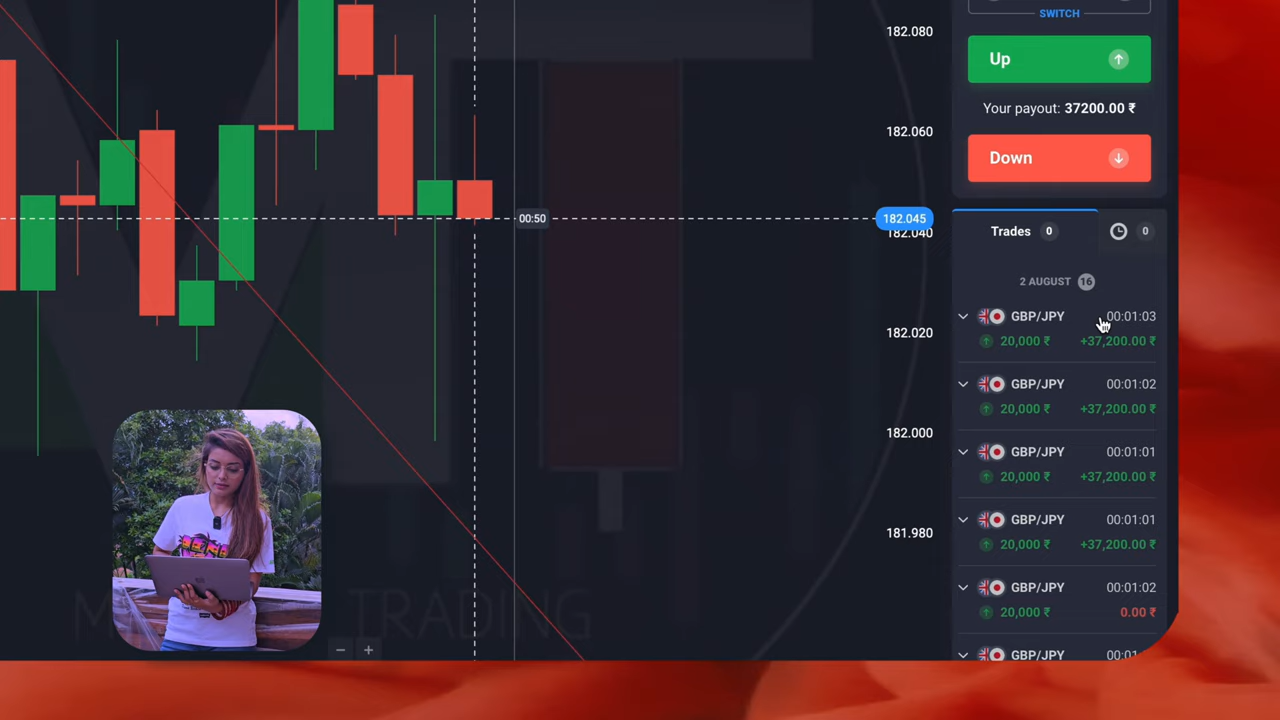 SWITCH
Up
Your payout: 37200.00 ₹
Down
182.080
182.060
182.045
182.040
182.020
182.000
181.980
00:50
Trades 0
0
2 AUGUST 16
GBP/JPY 00:01:03
20,000 ₹ +37,200.00 ₹
GBP/JPY 00:01:02
20,000 ₹ +37,200.00 ₹
GBP/JPY 00:01:01
20,000 ₹ +37,200.00 ₹
GBP/JPY 00:01:01
20,000 ₹ +37,200.00 ₹
GBP/JPY 00:01:02
20,000 ₹ 0.00 ₹
GBP/JPY
TRADING